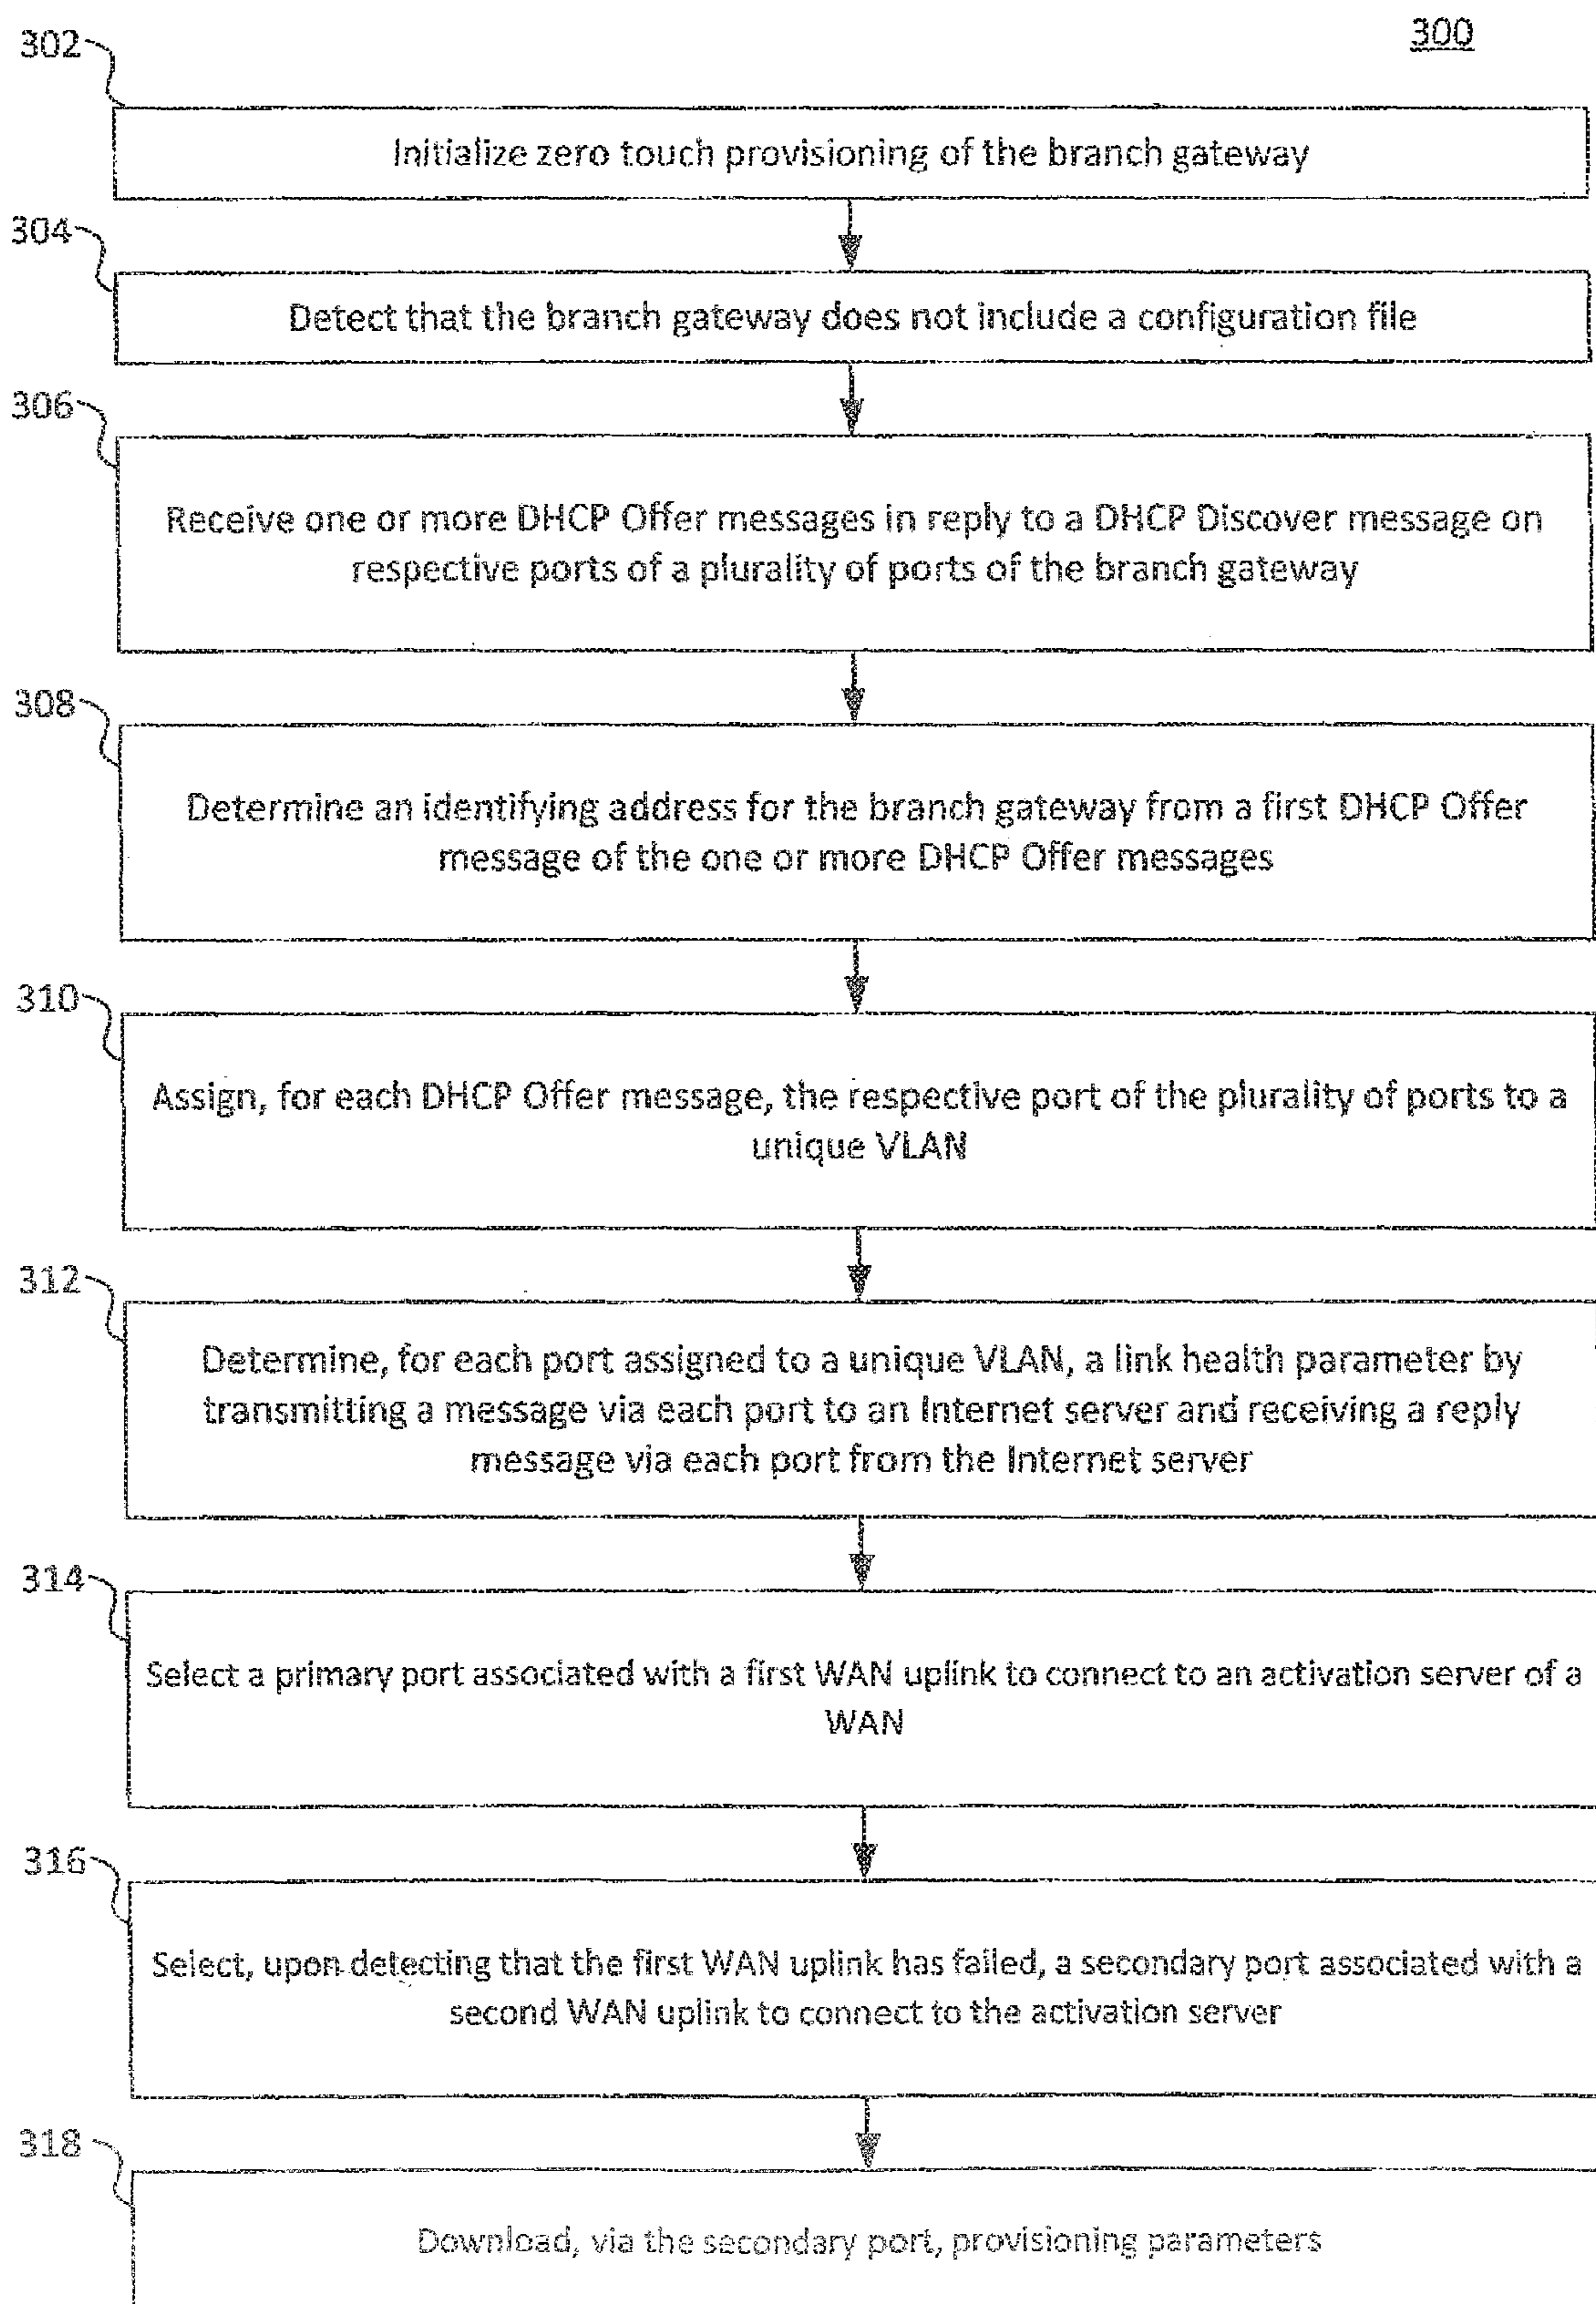 300
302
Initialize zero touch provisioning of the branch gateway
304
Detect that the branch gateway does not include a configuration file
306
Receive one or more DHCP Offer messages in reply to a DHCP Discover message on
respective ports of a plurality of ports of the branch gateway
308
Determine an identifying address for the branch gateway from a first DHCP Offer
message of the one or more DHCP Offer messages
310
Assign, for each DHCP Offer message, the respective port of the plurality of ports to a
unique VLAN
312
Determine, for each port assigned to a unique VLAN, a link health parameter by
transmitting a message via each port to an Internet server and receiving a reply
message via each port from the Internet server
314
Select a primary port associated with a first WAN uplink to connect to an activation server of a
WAN
316
Select, upon detecting that the first WAN uplink has failed, a secondary port associated with a
second WAN uplink to connect to the activation server
318
Download, via the secondary port, provisioning parameters